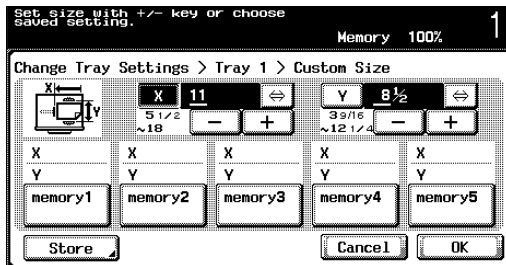 Set size with +/- key or choose
saved setting.
Memory 100% 1
Change Tray Settings > Tray 1 > Custom Size
X
Y
X 11 ⇔
5 1/2
~18
- +
Y 8½ ⇔
3 9/16
~12 1/4
- +
X X X X X
Y Y Y Y Y
memory1 memory2 memory3 memory4 memory5
Store Cancel OK